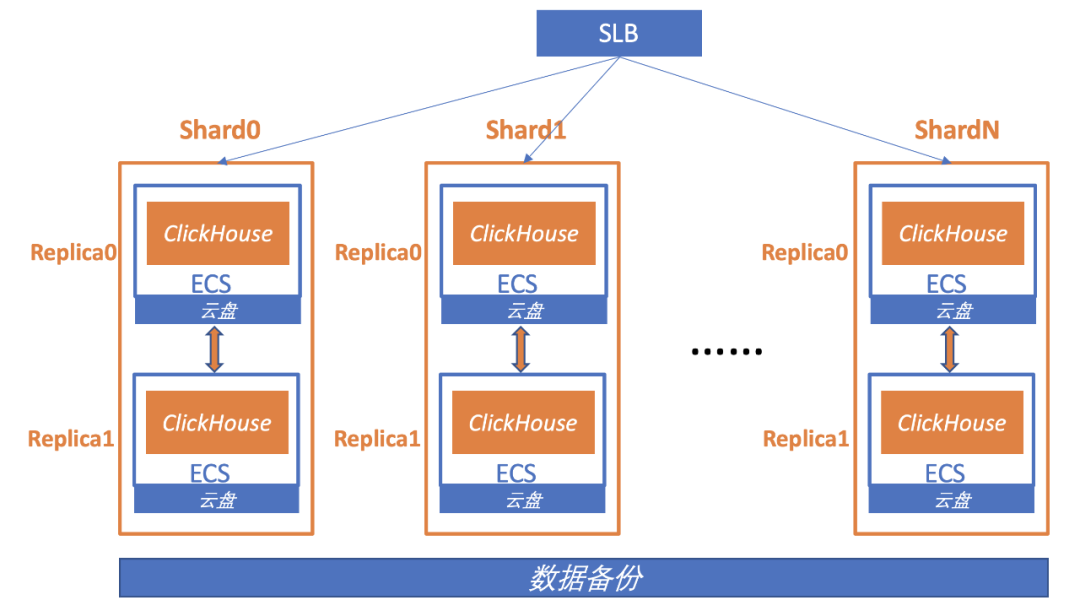 SLB
Shard0
Shard1
ShardN
Replica0
ClickHouse
ECS
云盘
Replica0
ClickHouse
ECS
云盘
Replica0
ClickHouse
ECS
云盘
......
Replica1
ClickHouse
ECS
云盘
Replica1
ClickHouse
ECS
云盘
Replica1
ClickHouse
ECS
云盘
数据备份